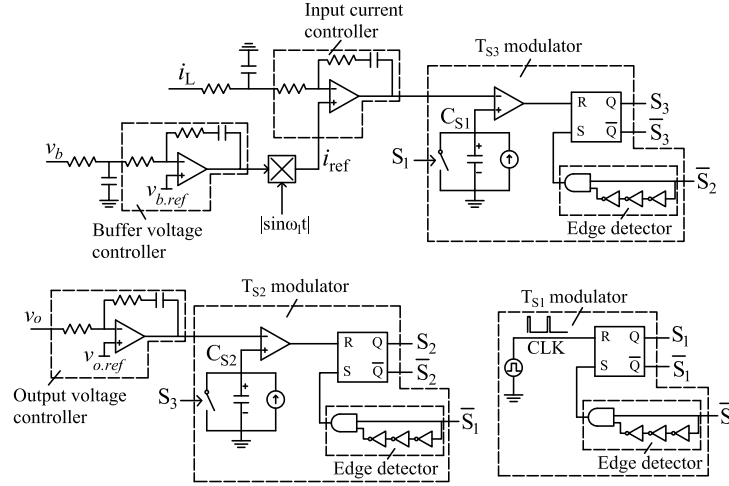 Input current
controller
T_S3 modulator
i_L
C_S1
R Q
S Q̅
S_3
S̅_3
S_1
S̅_2
Edge detector
v_b
v_b.ref
i_ref
|sinω_lt|
Buffer voltage
controller
T_S2 modulator
v_o
v_o.ref
C_S2
R Q
S Q̅
S_2
S̅_2
S_3
S̅_1
Edge detector
Output voltage
controller
T_S1 modulator
CLK
R Q
S Q̅
S_1
S̅_1
Edge detector